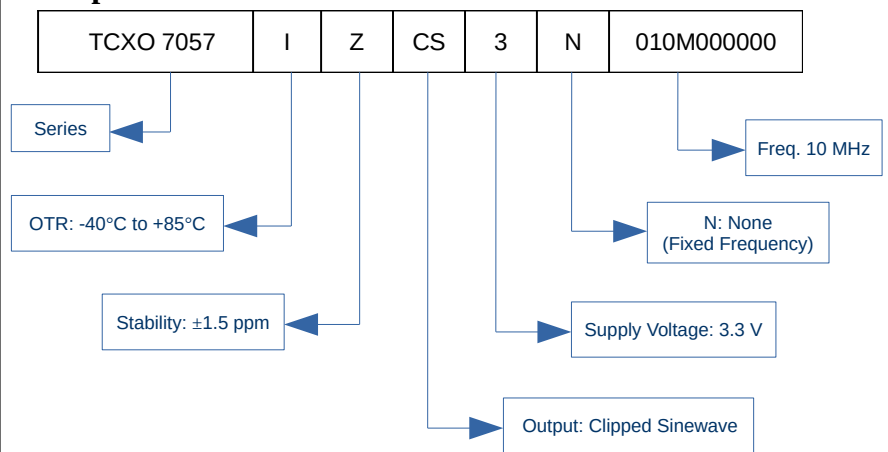 TCXO 7057 I Z CS 3 N 010M000000
Series
Freq. 10 MHz
OTR: -40°C to +85°C
N: None
(Fixed Frequency)
Stability: ±1.5 ppm
Supply Voltage: 3.3 V
Output: Clipped Sinewave